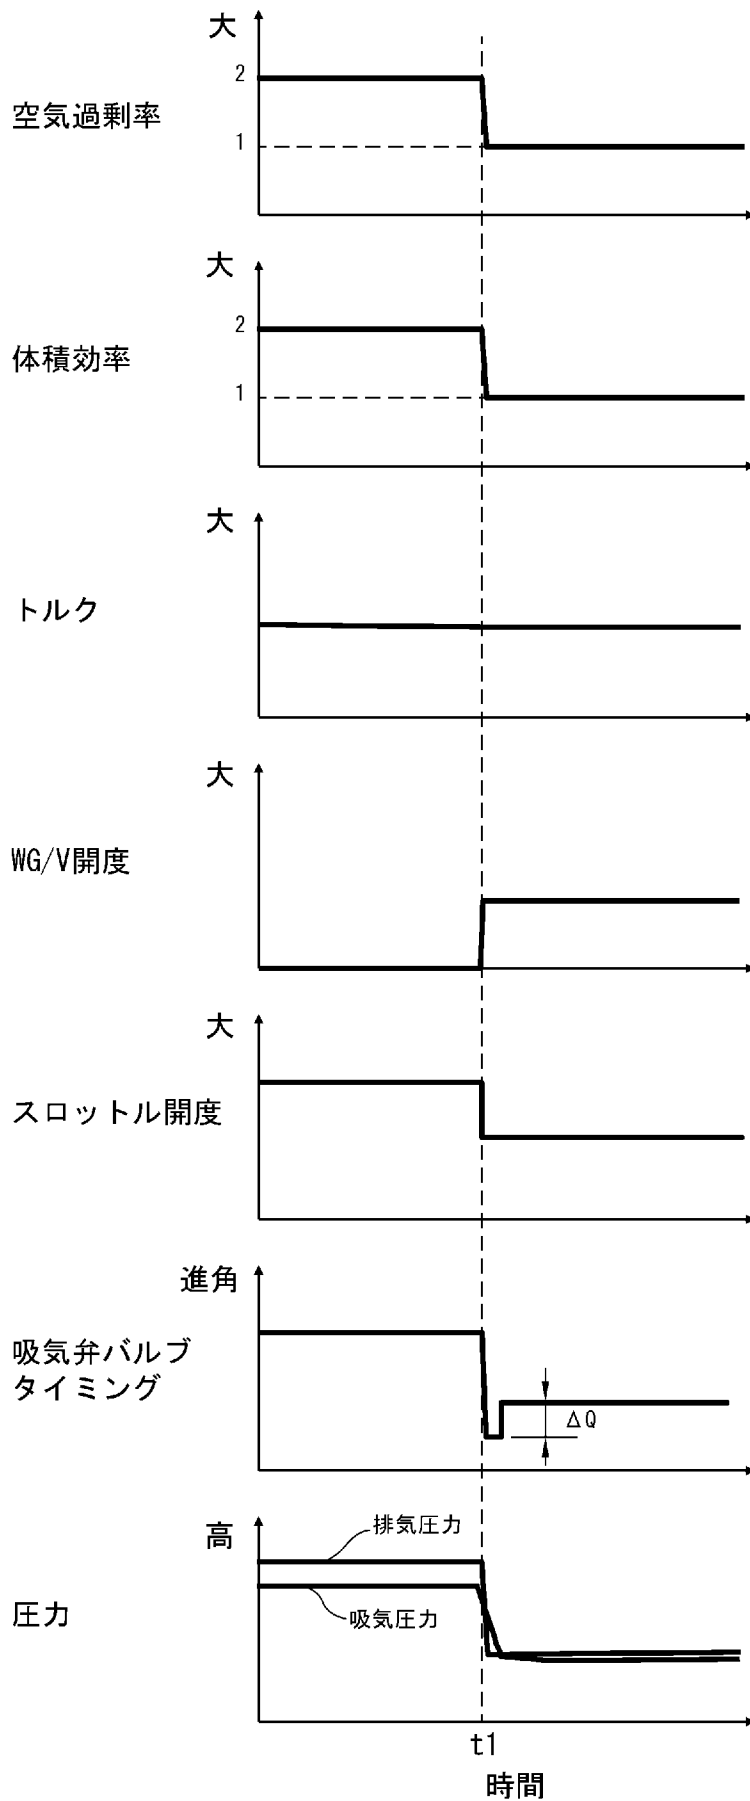 大
2
空気過剰率
1
大
2
体積効率
1
大
トルク
大
WG/V開度
大
スロットル開度
進角
吸気弁バルブ
タイミング
ΔQ
高
排気圧力
圧力
吸気圧力
t1
時間